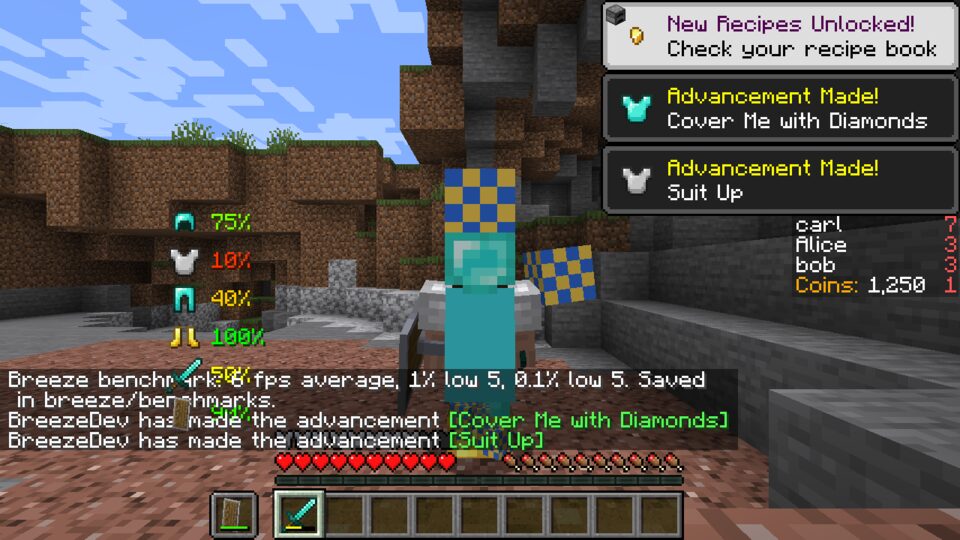 New Recipes Unlocked!
Check your recipe book
Advancement Made!
Cover Me with Diamonds
Advancement Made!
Suit Up
carl 7
Alice 3
bob 3
Coins: 1,250 1
75%
10%
40%
100%
50%
Breeze benchmark: 6 fps average, 1% low 5, 0.1% low 5. Saved
in breeze/benchmarks.
BreezeDev has made the advancement [Cover Me with Diamonds]
BreezeDev has made the advancement [Suit Up]